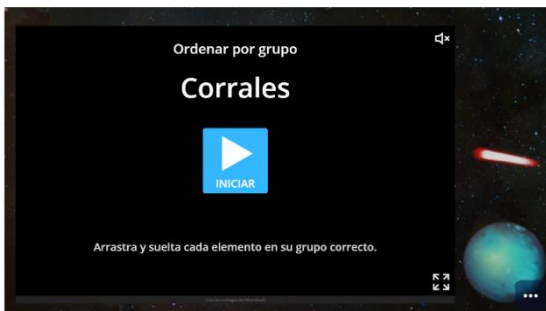 Ordenar por grupo
Corrales
INICIAR
Arrastra y suelta cada elemento en su grupo correcto.